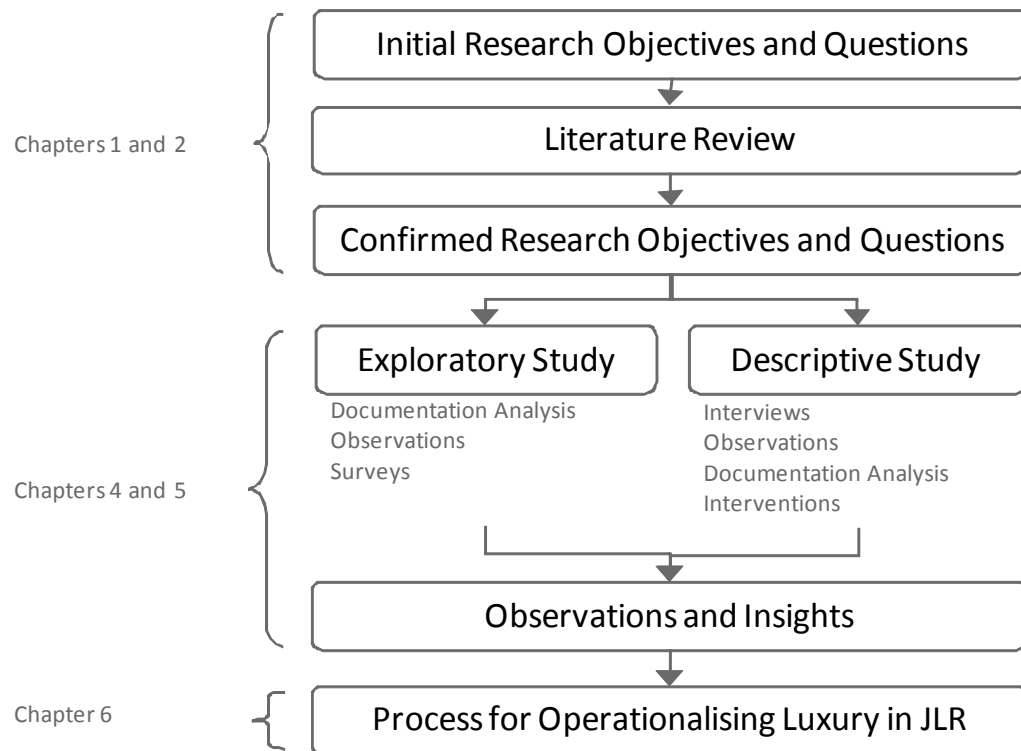 Initial Research Objectives and Questions
Chapters 1 and 2
Literature Review
Confirmed Research Objectives and Questions
Exploratory Study
Documentation Analysis
Observations
Surveys
Descriptive Study
Interviews
Observations
Documentation Analysis
Interventions
Chapters 4 and 5
Observations and Insights
Chapter 6
Process for Operationalising Luxury in JLR